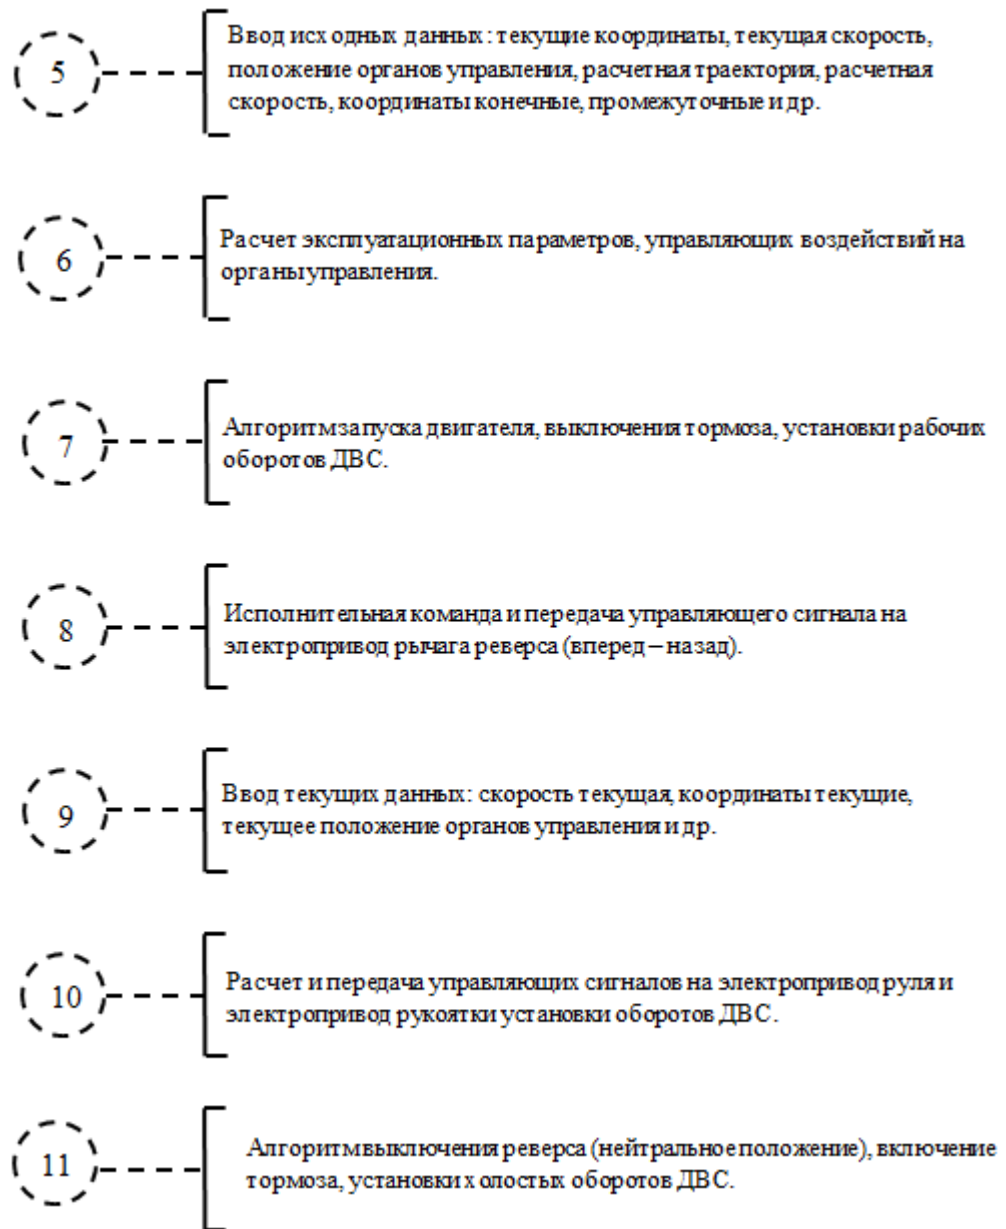 5
Ввод исходных данных: текущие координаты, текущая скорость,
положение органов управления, расчетная траектория, расчетная
скорость, координаты конечные, промежуточные и др.
6
Расчет эксплуатационных параметров, управляющих воздействий на
органы управления.
7
Алгоритм запуска двигателя, выключения тормоза, установки рабочих
оборотов ДВС.
8
Исполнительная команда и передача управляющего сигнала на
электропривод рычага реверса (вперед – назад).
9
Ввод текущих данных: скорость текущая, координаты текущие,
текущее положение органов управления и др.
10
Расчет и передача управляющих сигналов на электропривод руля и
электропривод рукоятки установки оборотов ДВС.
11
Алгоритм выключения реверса (нейтральное положение), включение
тормоза, установки холостых оборотов ДВС.